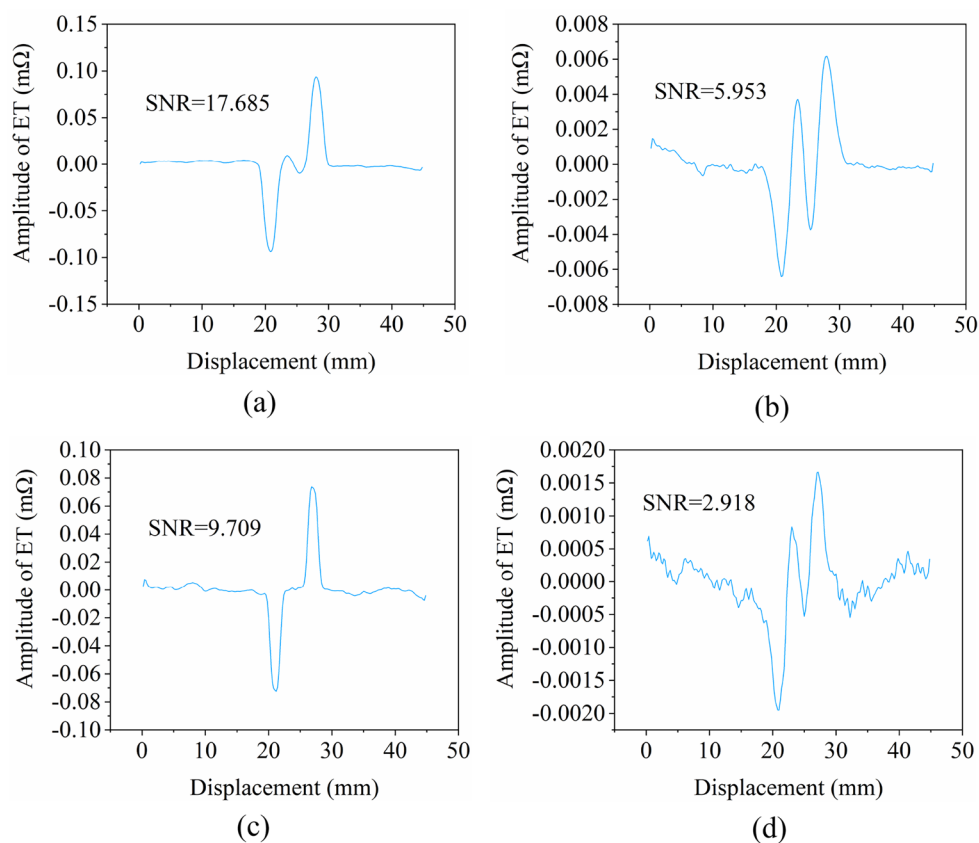 0.15
0.10
0.05
0.00
-0.05
-0.10
-0.15
Amplitude of ET (mΩ)
SNR=17.685
0 10 20 30 40 50
Displacement (mm)
(a)
0.008
0.006
0.004
0.002
0.000
-0.002
-0.004
-0.006
-0.008
Amplitude of ET (mΩ)
SNR=5.953
0 10 20 30 40 50
Displacement (mm)
(b)
0.10
0.08
0.06
0.04
0.02
0.00
-0.02
-0.04
-0.06
-0.08
-0.10
Amplitude of ET (mΩ)
SNR=9.709
0 10 20 30 40 50
Displacement (mm)
(c)
0.0020
0.0015
0.0010
0.0005
0.0000
-0.0005
-0.0010
-0.0015
-0.0020
Amplitude of ET (mΩ)
SNR=2.918
0 10 20 30 40 50
Displacement (mm)
(d)